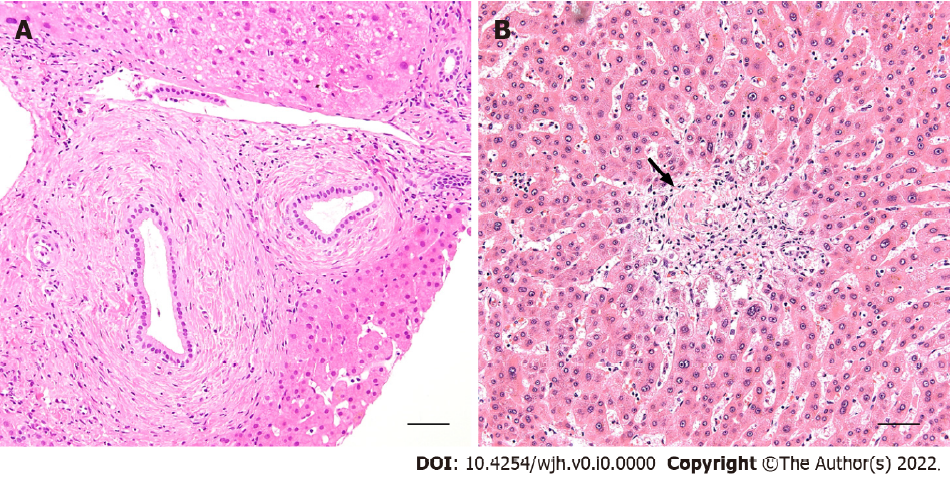 A B
DOI: 10.4254/wjh.v0.i0.0000 Copyright ©The Author(s) 2022.